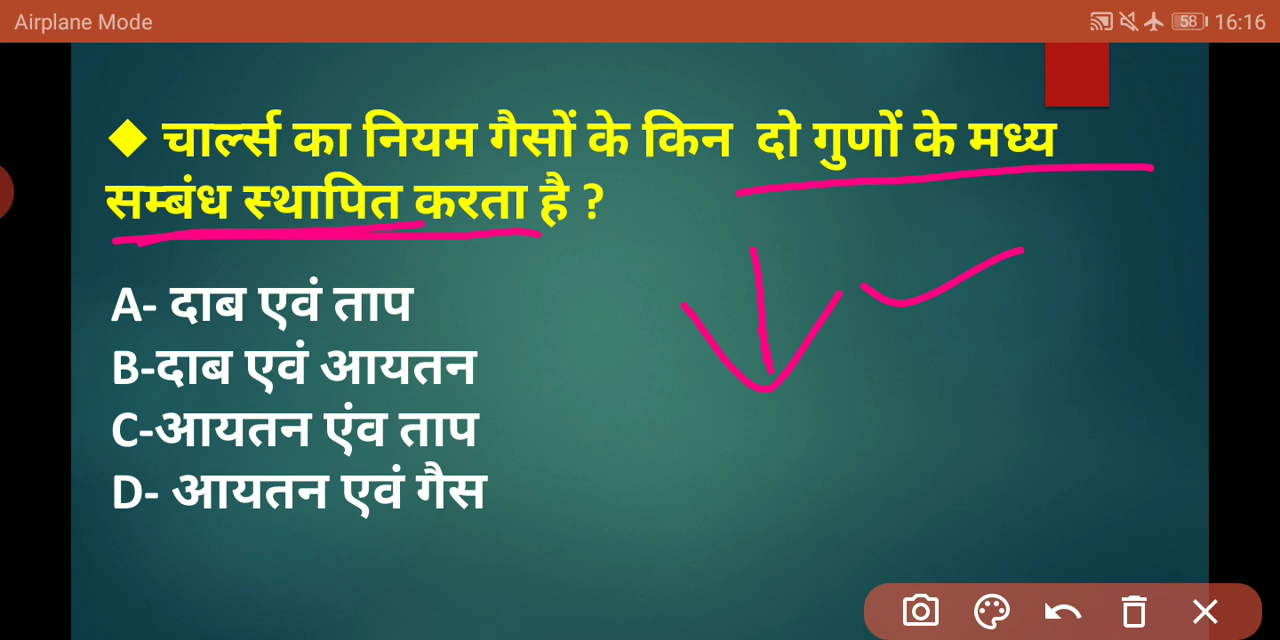 Airplane Mode
58 16:16
◆ चार्ल्स का नियम गैसों के किन दो गुणों के मध्य
सम्बंध स्थापित करता है ?
A- दाब एवं ताप
B-दाब एवं आयतन
C-आयतन एंव ताप
D- आयतन एवं गैस